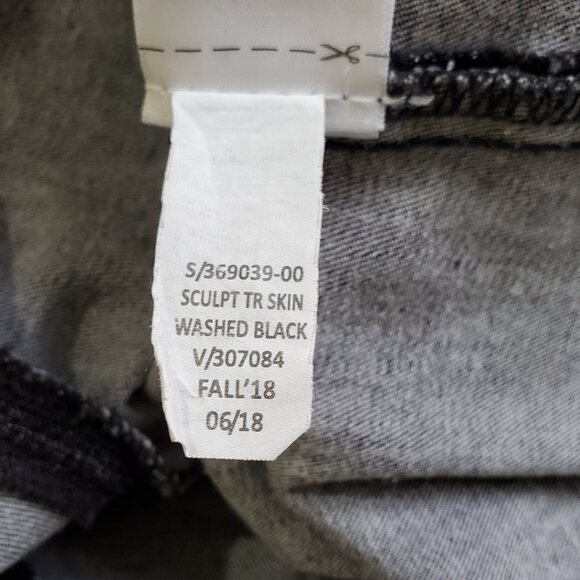 S/369039-00
SCULPT TR SKIN
WASHED BLACK
V/307084
FALL'18
06/18